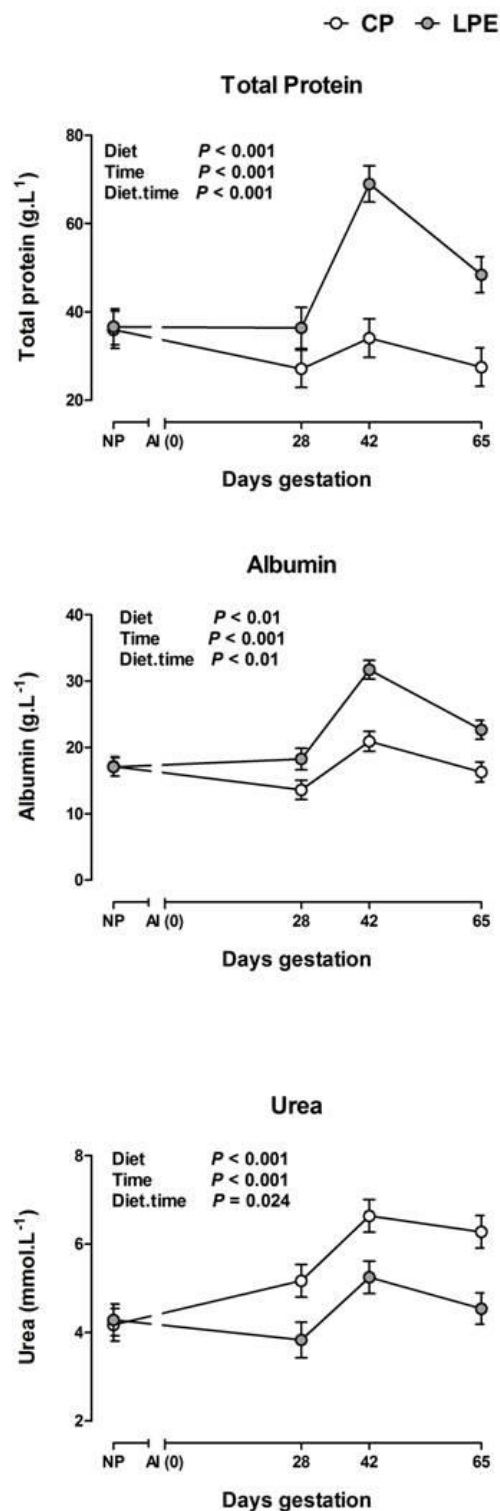 CP LPE
Total Protein
Diet P < 0.001
Time P < 0.001
Diet.time P < 0.001
Total protein (g.L¹)
80
60
40
20
NP AI (0) 28 42 65
Days gestation
Albumin
Diet P < 0.01
Time P < 0.001
Diet.time P < 0.01
Albumin (g.L⁻¹)
40
30
20
10
0
NP AI (0) 28 42 65
Days gestation
Urea
Diet P < 0.001
Time P < 0.001
Diet.time P = 0.024
Urea (mmol.L⁻¹)
8
6
4
2
NP AI (0) 28 42 65
Days gestation